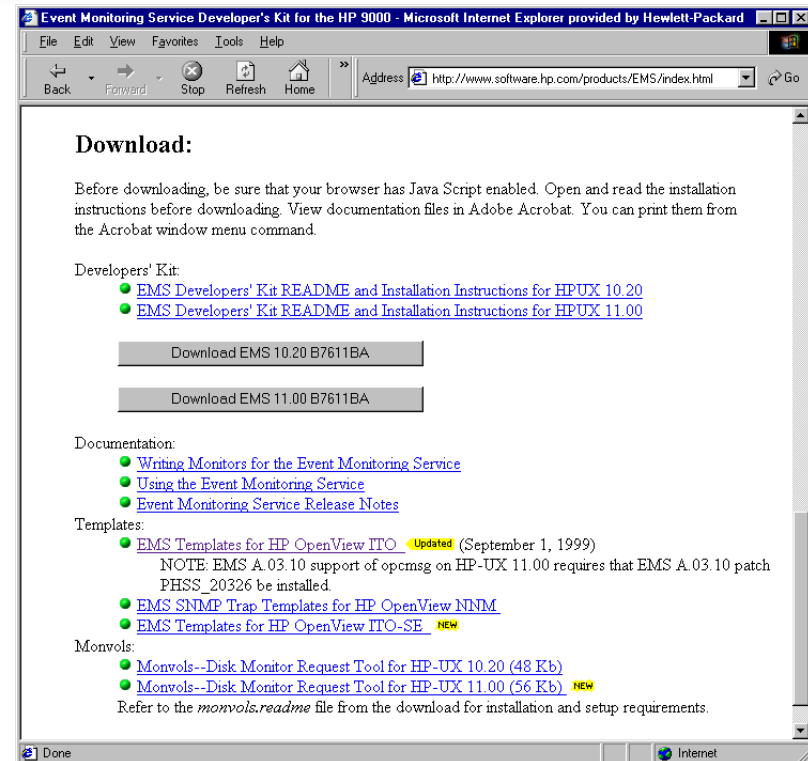 Event Monitoring Service Developer's Kit for the HP 9000 - Microsoft Internet Explorer provided by Hewlett-Packard
File Edit View Favorites Tools Help
Back Forward Stop Refresh Home » Address http://www.software.hp.com/products/EMS/index.html Go
Download:
Before downloading, be sure that your browser has Java Script enabled. Open and read the installation
instructions before downloading. View documentation files in Adobe Acrobat. You can print them from
the Acrobat window menu command.
Developers' Kit:
EMS Developers' Kit README and Installation Instructions for HPUX 10.20
EMS Developers' Kit README and Installation Instructions for HPUX 11.00
Download EMS 10.20 B7611BA
Download EMS 11.00 B7611BA
Documentation:
Writing Monitors for the Event Monitoring Service
Using the Event Monitoring Service
Event Monitoring Service Release Notes
Templates:
EMS Templates for HP OpenView ITO Updated (September 1, 1999)
NOTE: EMS A.03.10 support of opcmsg on HP-UX 11.00 requires that EMS A.03.10 patch
PHSS_20326 be installed.
EMS SNMP Trap Templates for HP OpenView NNM
EMS Templates for HP OpenView ITO-SE NEW
Monvols:
Monvols--Disk Monitor Request Tool for HP-UX 10.20 (48 Kb)
Monvols--Disk Monitor Request Tool for HP-UX 11.00 (56 Kb) NEW
Refer to the monvols.readme file from the download for installation and setup requirements.
Done Internet